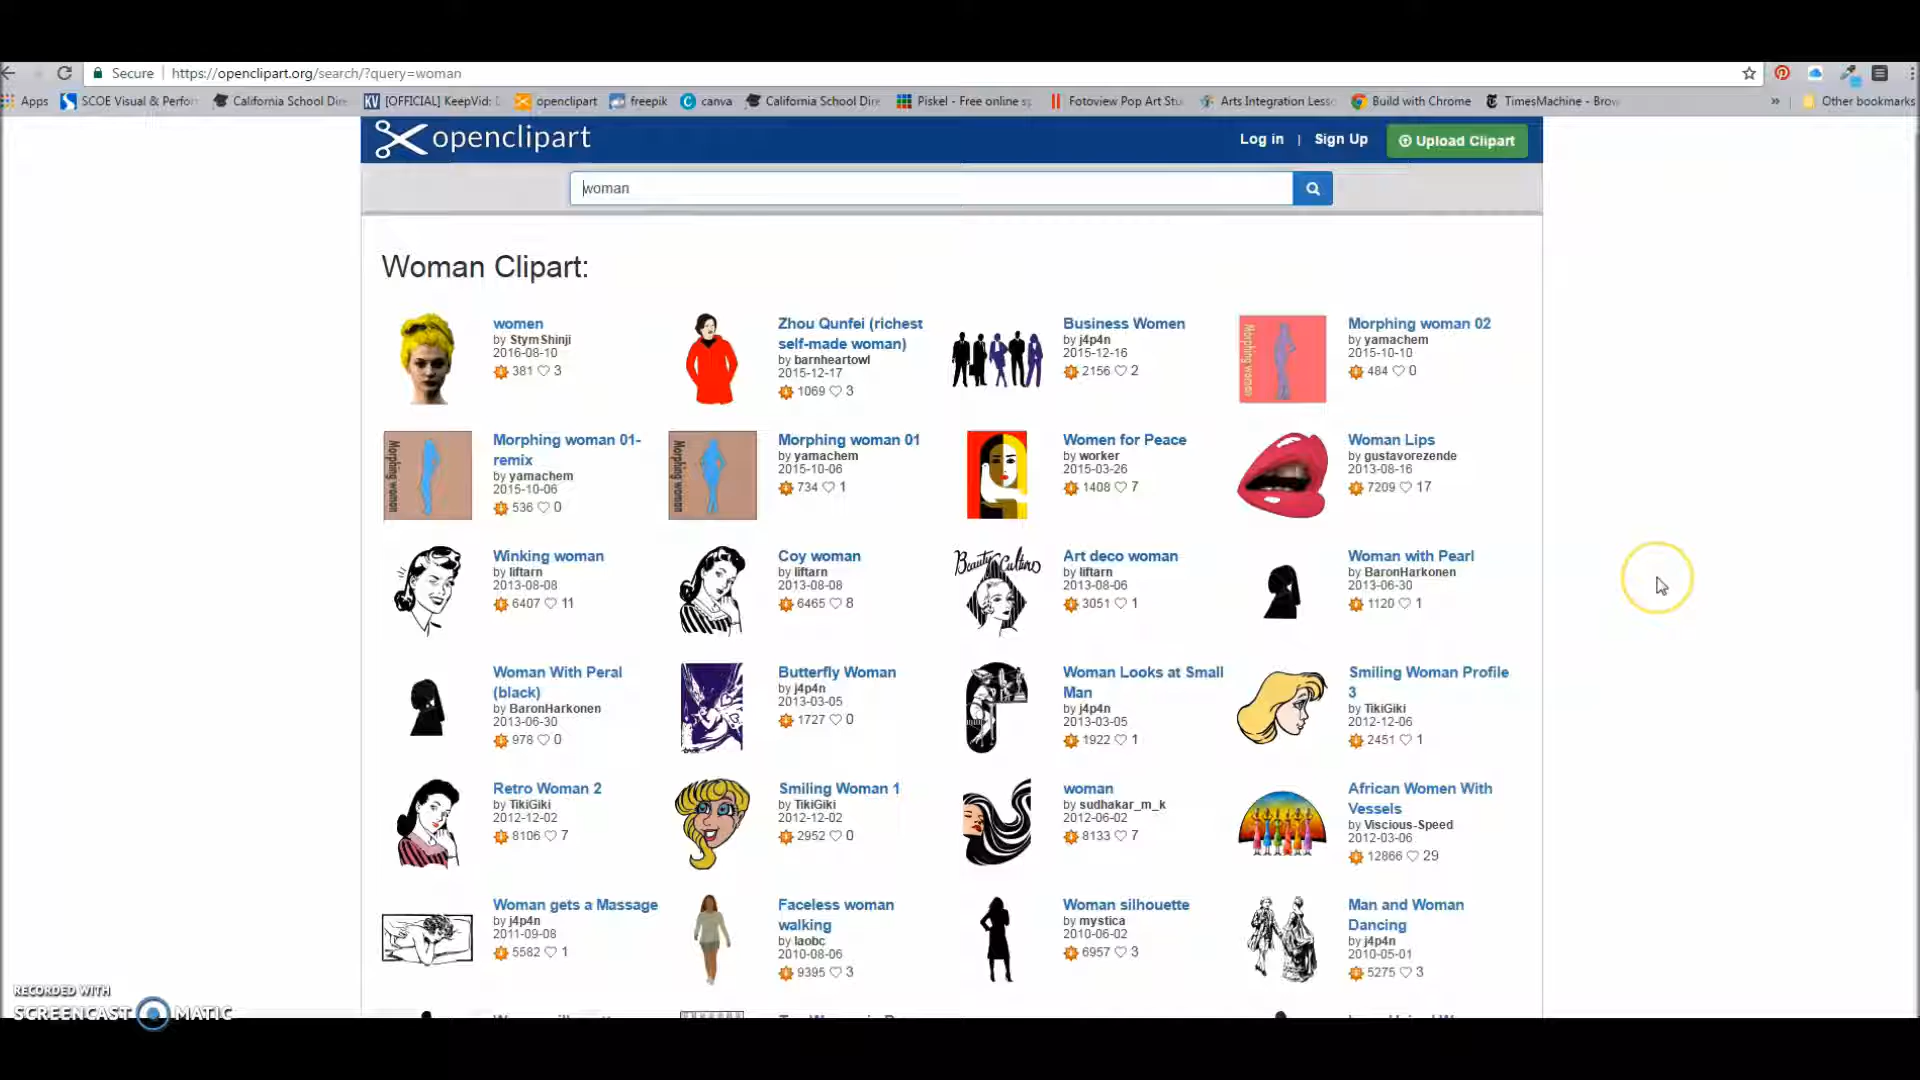 Secure https://openclipart.org/search/?query=woman
Apps SCOE Visual & Perfor California School Dire [OFFICIAL] KeepVid: D openclipart freepik canva California School Dire Piskel - Free online sp Fotoview Pop Art Stu Arts Integration Lesso Build with Chrome TimesMachine - Brow » Other bookmarks
openclipart Log in | Sign Up Upload Clipart
woman
Woman Clipart:
women
by StymShinji
2016-08-10
381 3
Zhou Qunfei (richest
self-made woman)
by barnheartowl
2015-12-17
1069 3
Business Women
by j4p4n
2015-12-16
2156 2
Morphing woman
Morphing woman 02
by yamachem
2015-10-10
484 0
Morphing woman
Morphing woman 01-
remix
by yamachem
2015-10-06
536 0
Morphing woman
Morphing woman 01
by yamachem
2015-10-06
734 1
Women for Peace
by worker
2015-03-26
1408 7
Woman Lips
by gustavorezende
2013-08-16
7209 17
Winking woman
by liftarn
2013-08-08
6407 11
Coy woman
by liftarn
2013-08-08
6465 8
Beauty Culture
Art deco woman
by liftarn
2013-08-06
3051 1
Woman with Pearl
by BaronHarkonen
2013-06-30
1120 1
Woman With Peral
(black)
by BaronHarkonen
2013-06-30
978 0
Butterfly Woman
by j4p4n
2013-03-05
1727 0
Woman Looks at Small
Man
by j4p4n
2013-03-05
1922 1
Smiling Woman Profile
3
by TikiGiki
2012-12-06
2451 1
Retro Woman 2
by TikiGiki
2012-12-02
8106 7
Smiling Woman 1
by TikiGiki
2012-12-02
2952 0
woman
by sudhakar_m_k
2012-06-02
8133 7
African Women With
Vessels
by Viscious-Speed
2012-03-06
12866 29
Woman gets a Massage
by j4p4n
2011-09-08
5582 1
Faceless woman
walking
by laobc
2010-08-06
9395 3
Woman silhouette
by mystica
2010-06-02
6957 3
Man and Woman
Dancing
by j4p4n
2010-05-01
5275 3
RECORDED WITH
SCREENCAST MATIC